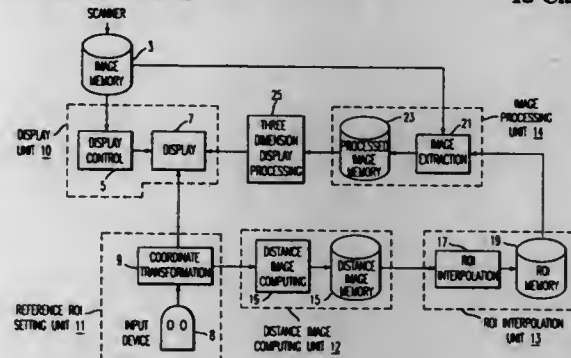 SCANNER
IMAGE
MEMORY
3
DISPLAY
UNIT 10
DISPLAY
CONTROL
5
7
DISPLAY
25
THREE
DIMENSION
DISPLAY
PROCESSING
23
PROCESSED IMAGE
MEMORY
21
IMAGE
EXTRACTION
IMAGE
PROCESSING
UNIT 14
9
COORDINATE
TRANSFORMATION
REFERENCE ROI
SETTING UNIT 11
INPUT
DEVICE
8
DISTANCE
IMAGE
COMPUTING
15
DISTANCE
IMAGE
MEMORY
DISTANCE IMAGE
COMPUTING UNIT 12
17
ROI
INTERPOLATION
19
ROI
MEMORY
ROI INTERPOLATION
UNIT 13